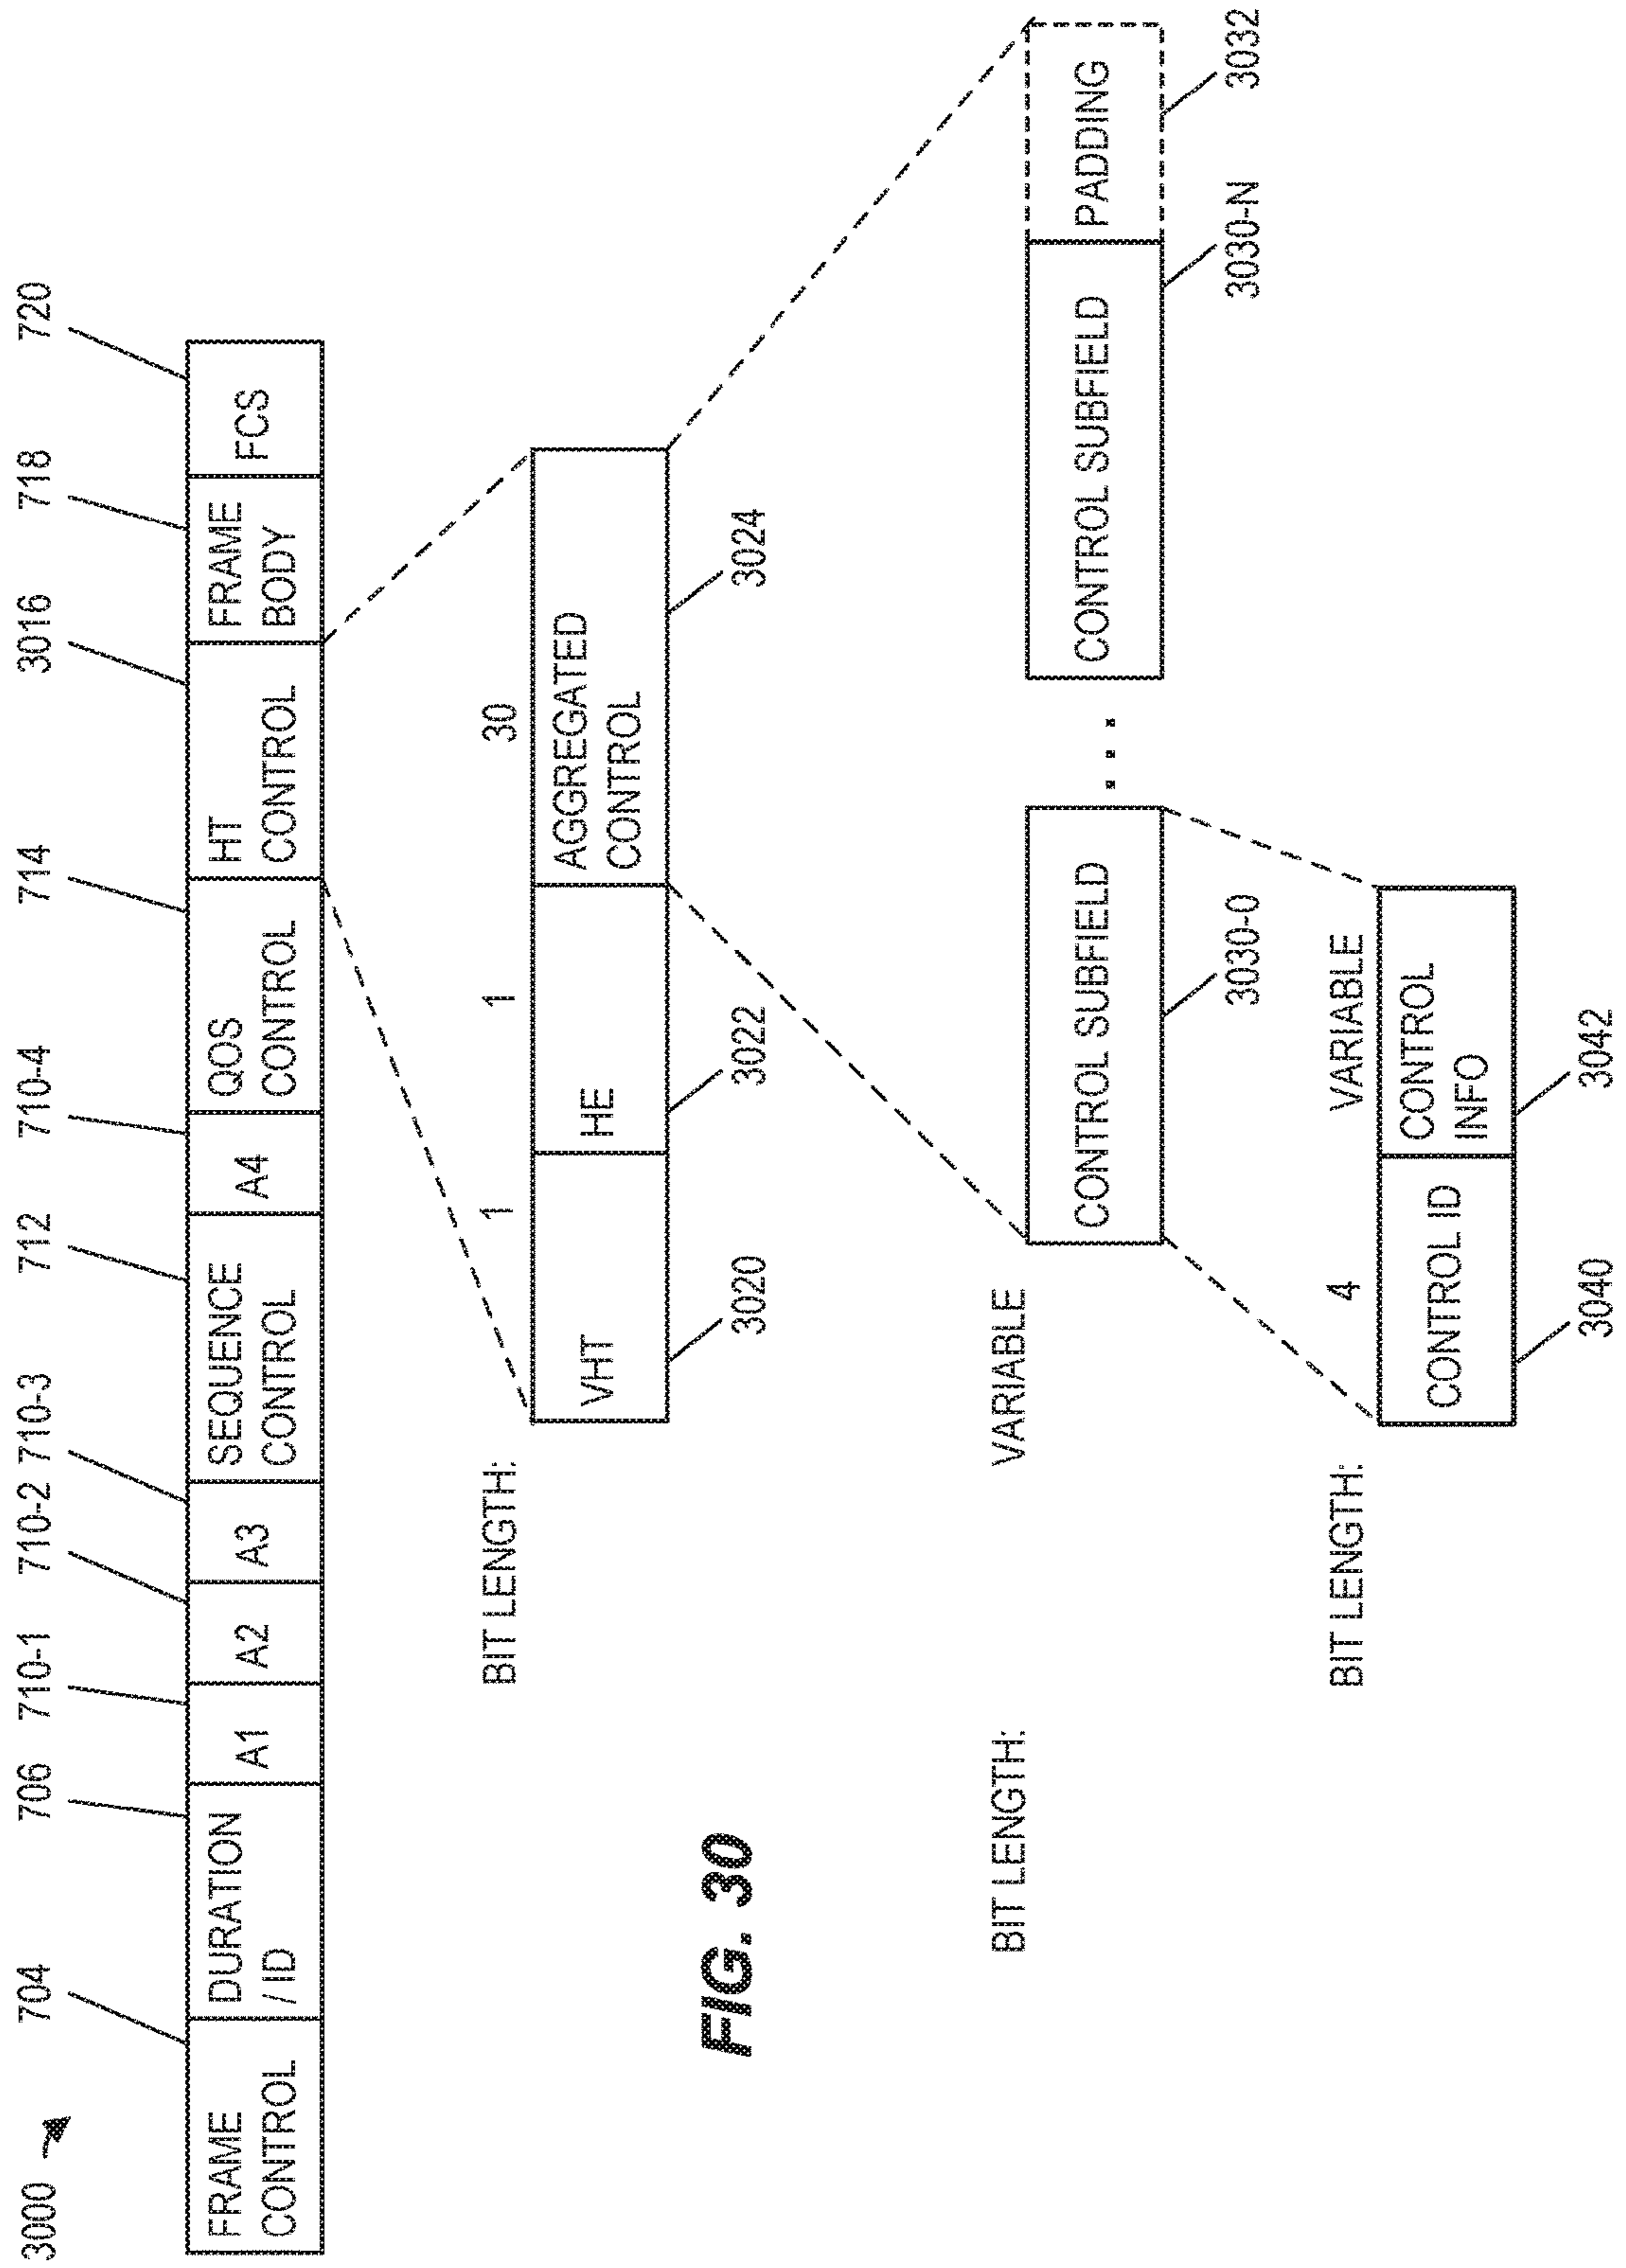 3000
704
706
710-1
710-2
710-3
712
710-4
714
3016
718
720
FRAME
CONTROL
DURATION
/ ID
A1
A2
A3
SEQUENCE
CONTROL
A4
QOS
CONTROL
HT
CONTROL
FRAME
BODY
FCS
BIT LENGTH:
1
1
30
VHT
HE
AGGREGATED
CONTROL
3020
3022
3024
FIG. 30
BIT LENGTH:
VARIABLE
CONTROL SUBFIELD
...
CONTROL SUBFIELD
PADDING
3030-0
3030-N
3032
BIT LENGTH:
4
VARIABLE
CONTROL ID
CONTROL
INFO
3040
3042